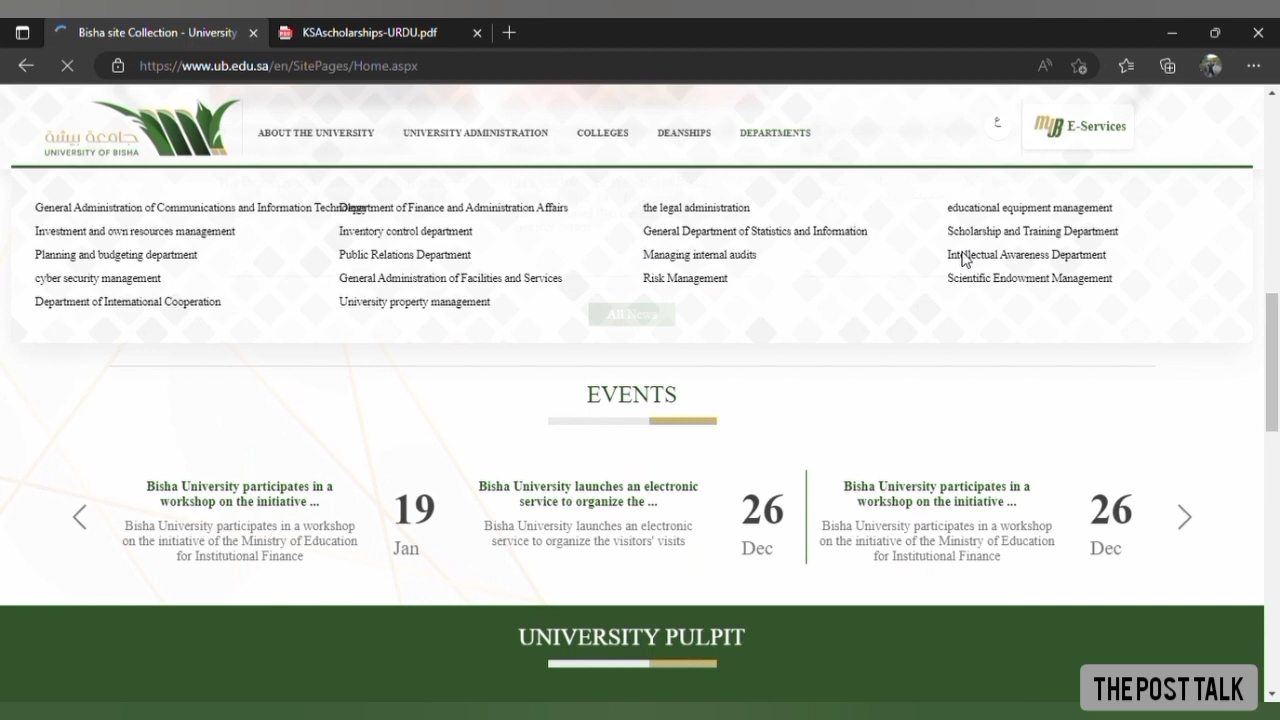 Bisha site Collection - University
KSAscholarships-URDU.pdf
https://www.ub.edu.sa/en/SitePages/Home.aspx
جامعة بيشة
UNIVERSITY OF BISHA
ABOUT THE UNIVERSITY
UNIVERSITY ADMINISTRATION
COLLEGES
DEANSHIPS
DEPARTMENTS
ع
E-Services
General Administration of Communications and Information Technology
Investment and own resources management
Planning and budgeting department
cyber security management
Department of International Cooperation
Department of Finance and Administration Affairs
Inventory control department
Public Relations Department
General Administration of Facilities and Services
University property management
the legal administration
General Department of Statistics and Information
Managing internal audits
Risk Management
educational equipment management
Scholarship and Training Department
Intellectual Awareness Department
Scientific Endowment Management
All News
EVENTS
Bisha University participates in a
workshop on the initiative ...
Bisha University participates in a workshop
on the initiative of the Ministry of Education
for Institutional Finance
19
Jan
Bisha University launches an electronic
service to organize the ...
Bisha University launches an electronic
service to organize the visitors' visits
26
Dec
Bisha University participates in a
workshop on the initiative ...
Bisha University participates in a workshop
on the initiative of the Ministry of Education
for Institutional Finance
26
Dec
UNIVERSITY PULPIT
THE POST TALK